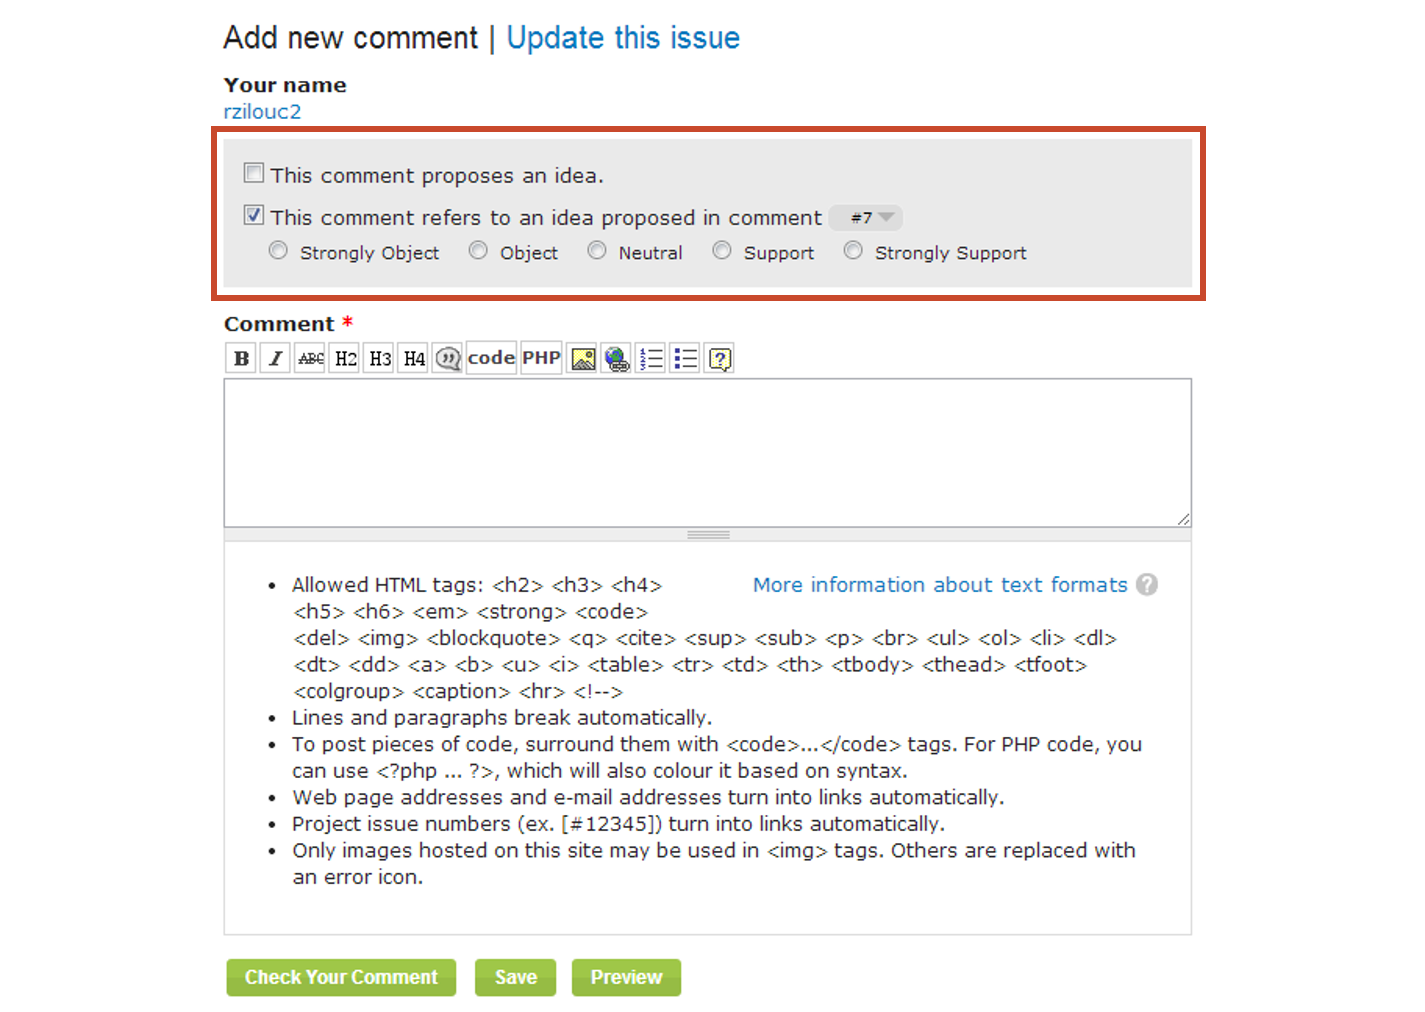 Add new comment | Update this issue
Your name
rzilouc2
This comment proposes an idea.
This comment refers to an idea proposed in comment #7
Strongly Object Object Neutral Support Strongly Support
Comment *
B I ABC H2 H3 H4 code PHP
Allowed HTML tags: <h2> <h3> <h4> More information about text formats ?
<h5> <h6> <em> <strong> <code>
<del> <img> <blockquote> <q> <cite> <sup> <sub> <p> <br> <ul> <ol> <li> <dl>
<dt> <dd> <a> <b> <u> <i> <table> <tr> <td> <th> <tbody> <thead> <tfoot>
<colgroup> <caption> <hr> <!-->
Lines and paragraphs break automatically.
To post pieces of code, surround them with <code>...</code> tags. For PHP code, you
can use <?php ... ?>, which will also colour it based on syntax.
Web page addresses and e-mail addresses turn into links automatically.
Project issue numbers (ex. [#12345]) turn into links automatically.
Only images hosted on this site may be used in <img> tags. Others are replaced with
an error icon.
Check Your Comment Save Preview